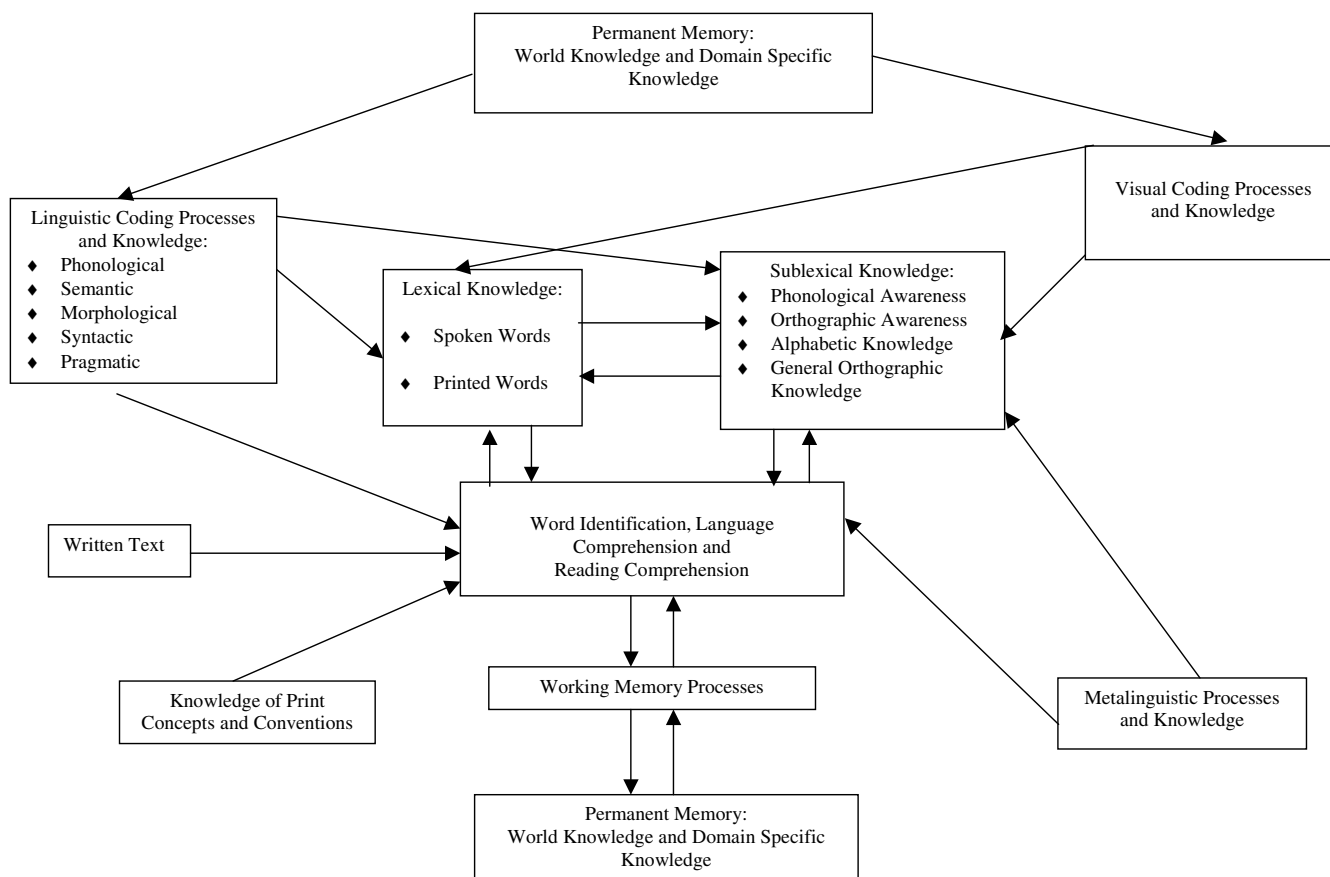 Permanent Memory:
World Knowledge and Domain Specific
Knowledge
Visual Coding Processes
and Knowledge
Linguistic Coding Processes
and Knowledge:
♦ Phonological
♦ Semantic
♦ Morphological
♦ Syntactic
♦ Pragmatic
Lexical Knowledge:
♦ Spoken Words
♦ Printed Words
Sublexical Knowledge:
♦ Phonological Awareness
♦ Orthographic Awareness
♦ Alphabetic Knowledge
♦ General Orthographic
Knowledge
Word Identification, Language
Comprehension and
Reading Comprehension
Written Text
Knowledge of Print
Concepts and Conventions
Working Memory Processes
Metalinguistic Processes
and Knowledge
Permanent Memory:
World Knowledge and Domain Specific
Knowledge